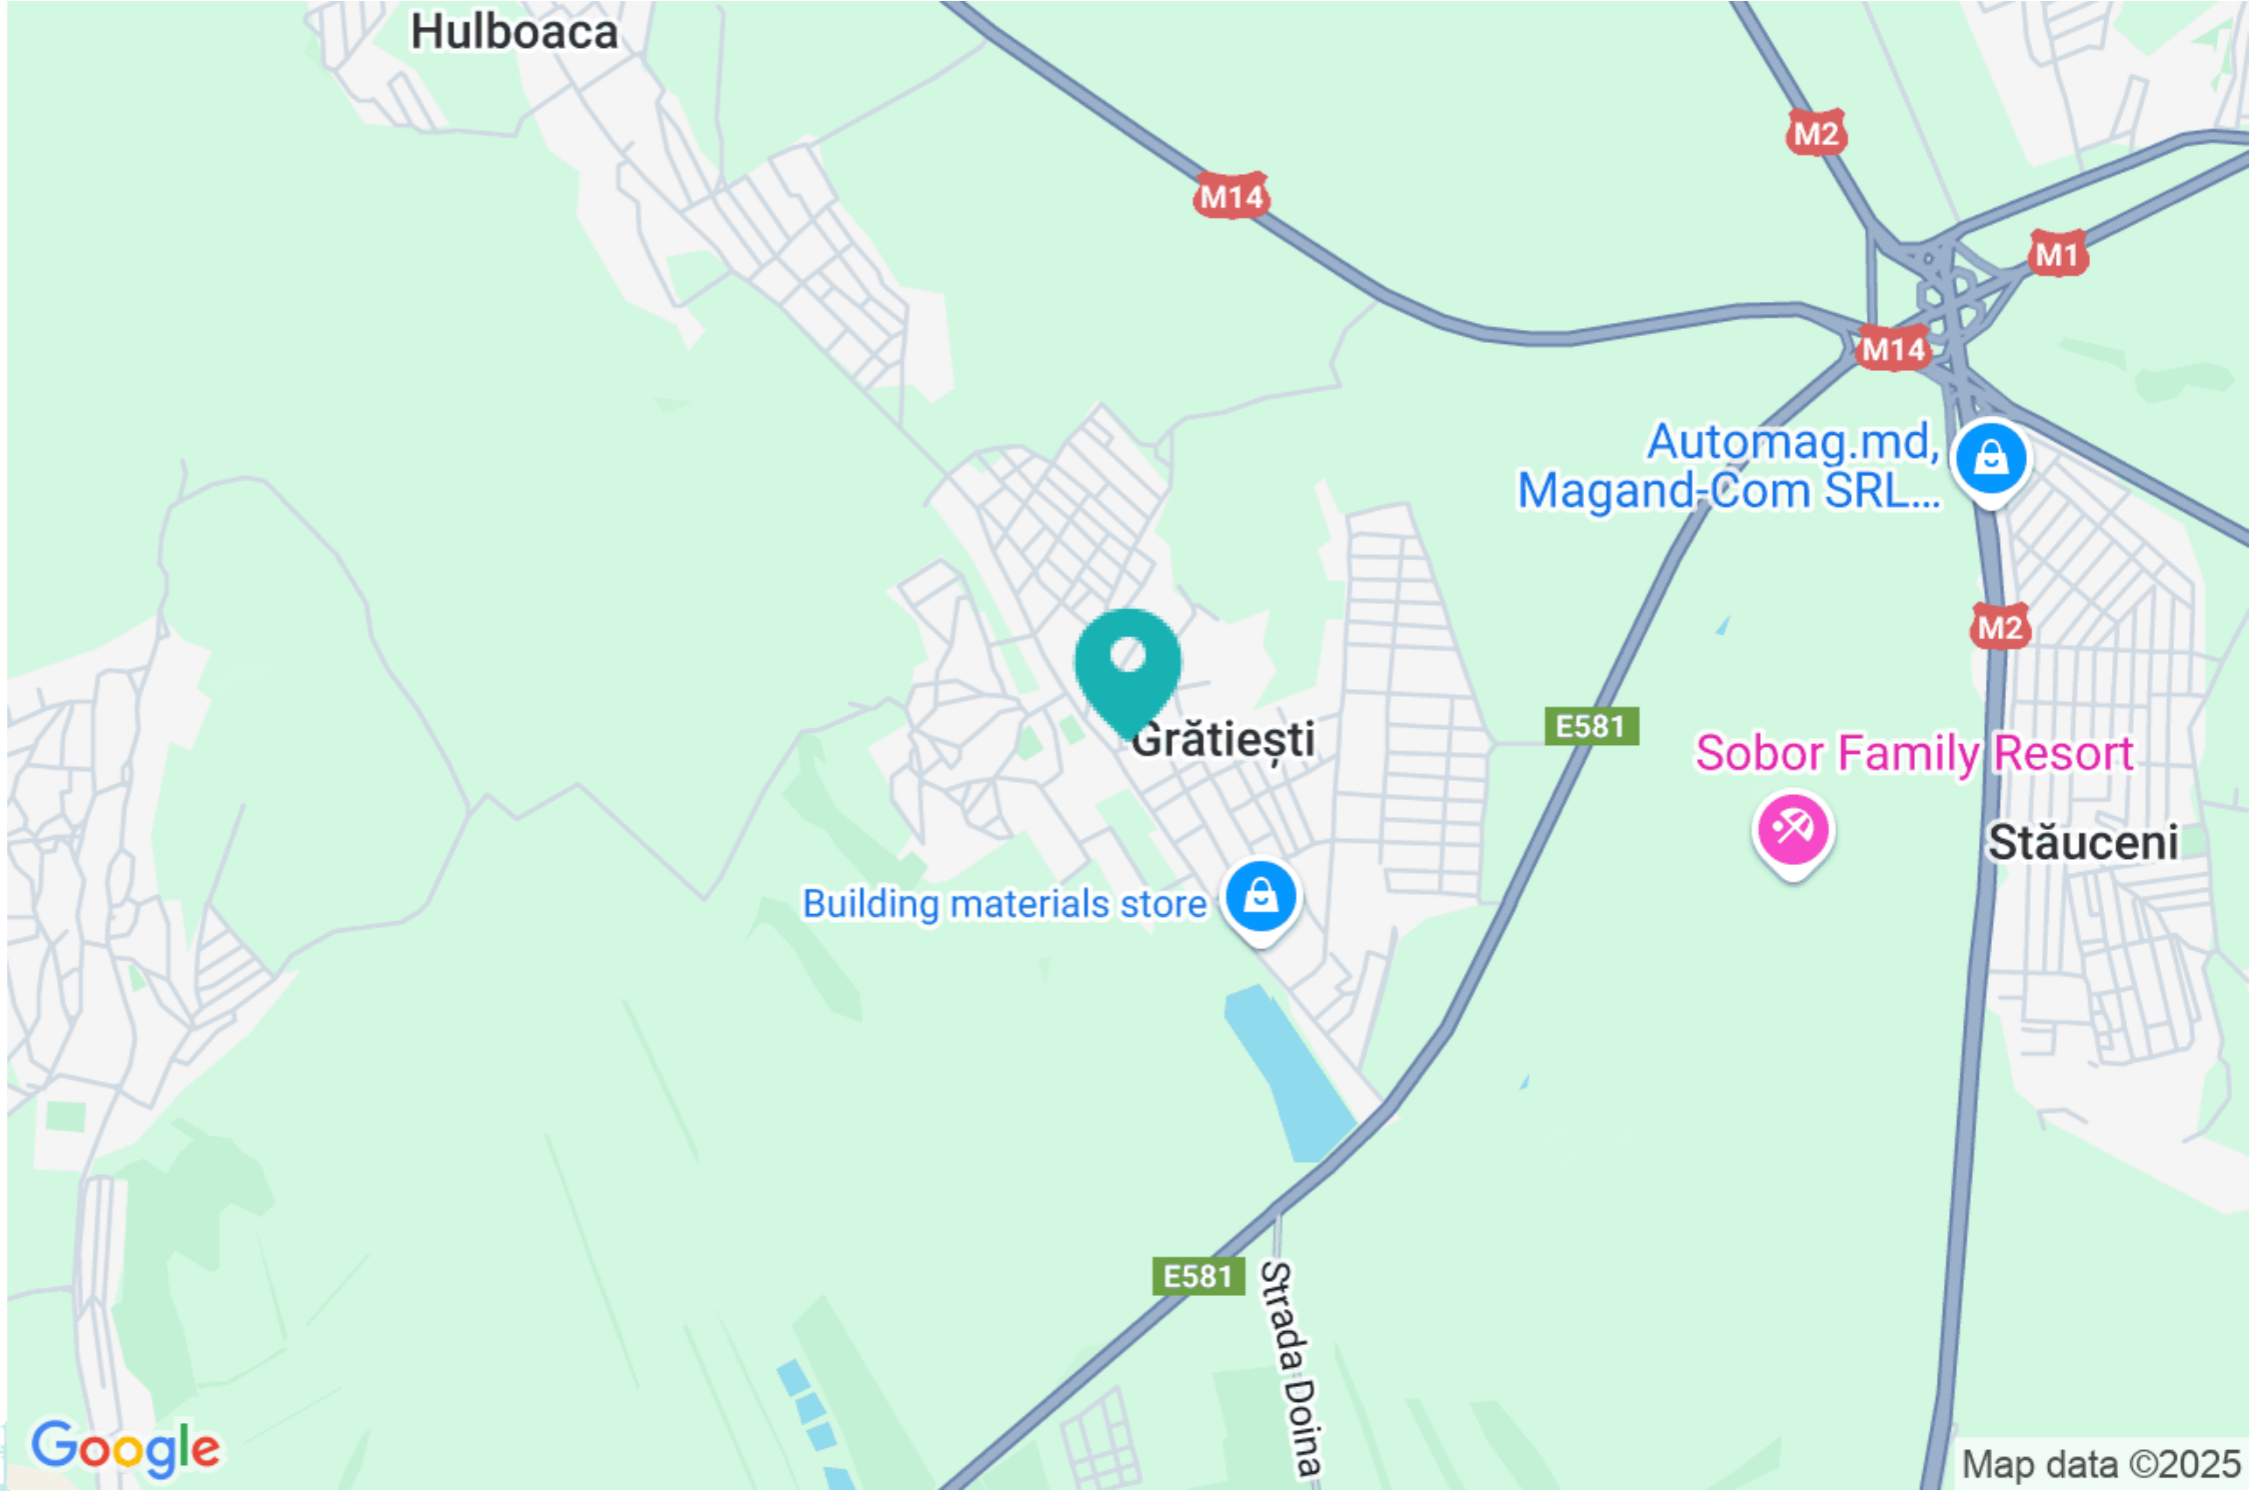 Hulboaca
M2
M14
M1
M14
Automag.md,
Magand-Com SRL...
M2
E581
Grătiești
Sobor Family Resort
Stăuceni
Building materials store
E581
Strada Doina
Google
Map data ©2025